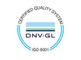 CERTIFIED QUALITY SYSTEM
DNV·GL
ISO 9001